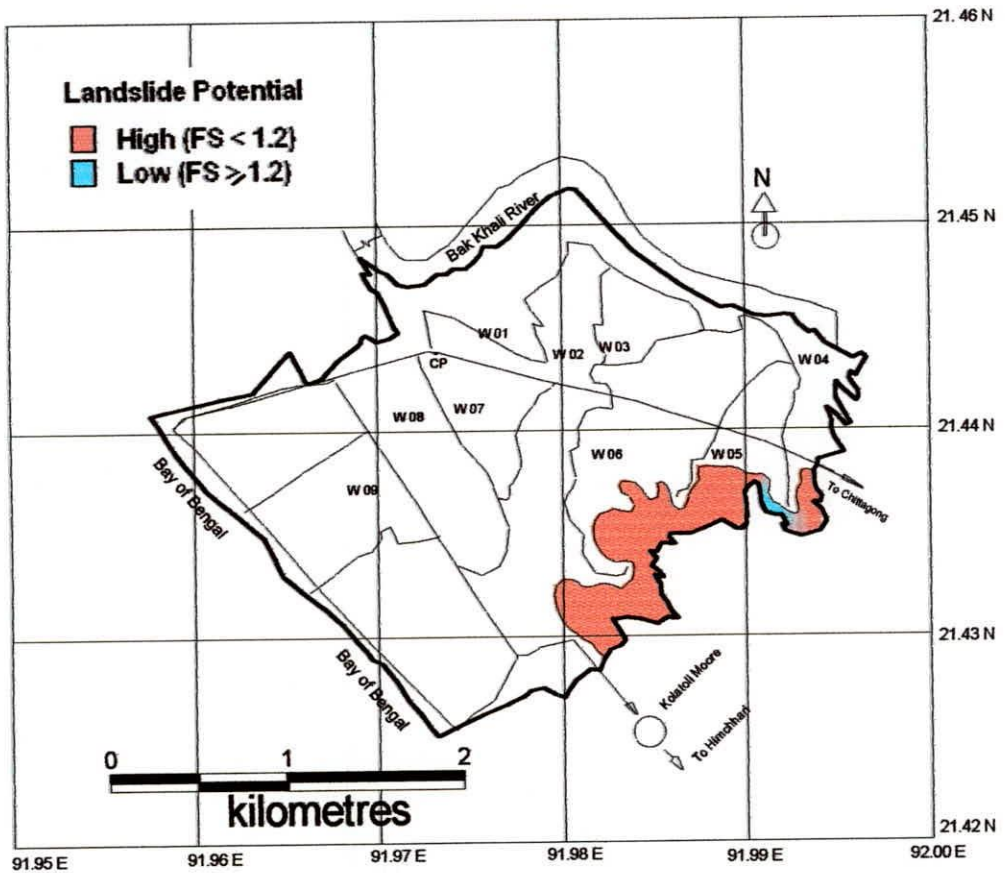 21.46 N
Landslide Potential
High (FS < 1.2)
Low (FS ⩾ 1.2)
N
21.45 N
Bak Khali River
W 01
W 02
W 03
CP
W 04
W 08
W 07
21.44 N
W 06
W 05
To Chittagong
W 09
Bay of Bengal
21.43 N
Bay of Bengal
Kolatoli Moore
To Himchhari
0 1 2
kilometres
21.42 N
91.95 E 91.96 E 91.97 E 91.98 E 91.99 E 92.00 E